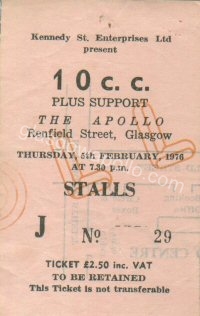 Kennedy St. Enterprises Ltd
present
10 c. c.
PLUS SUPPORT
THE APOLLO
Renfield Street, Glasgow
THURSDAY, 5th FEBRUARY, 1976
AT 7.30 p.m.
STALLS
J No 29
TICKET £2.50 inc. VAT
TO BE RETAINED
This Ticket is not transferable